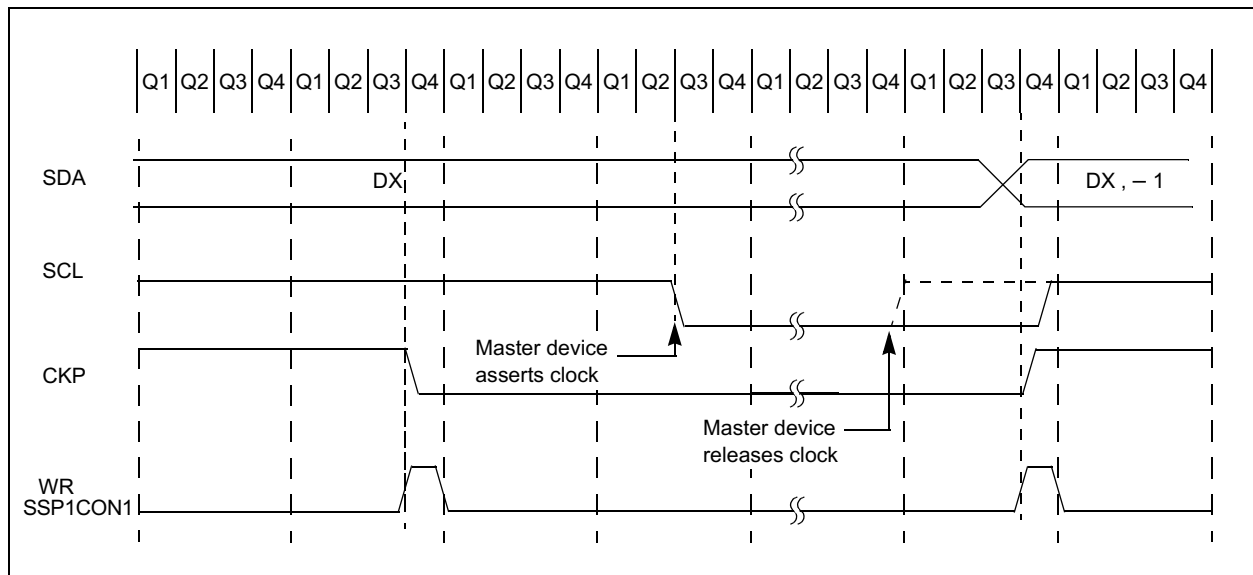 Q1 Q2 Q3 Q4 Q1 Q2 Q3 Q4 Q1 Q2 Q3 Q4 Q1 Q2 Q3 Q4 Q1 Q2 Q3 Q4 Q1 Q2 Q3 Q4 Q1 Q2 Q3 Q4
SDA
DX
DX , – 1
SCL
Master device
asserts clock
CKP
Master device
releases clock
WR
SSP1CON1